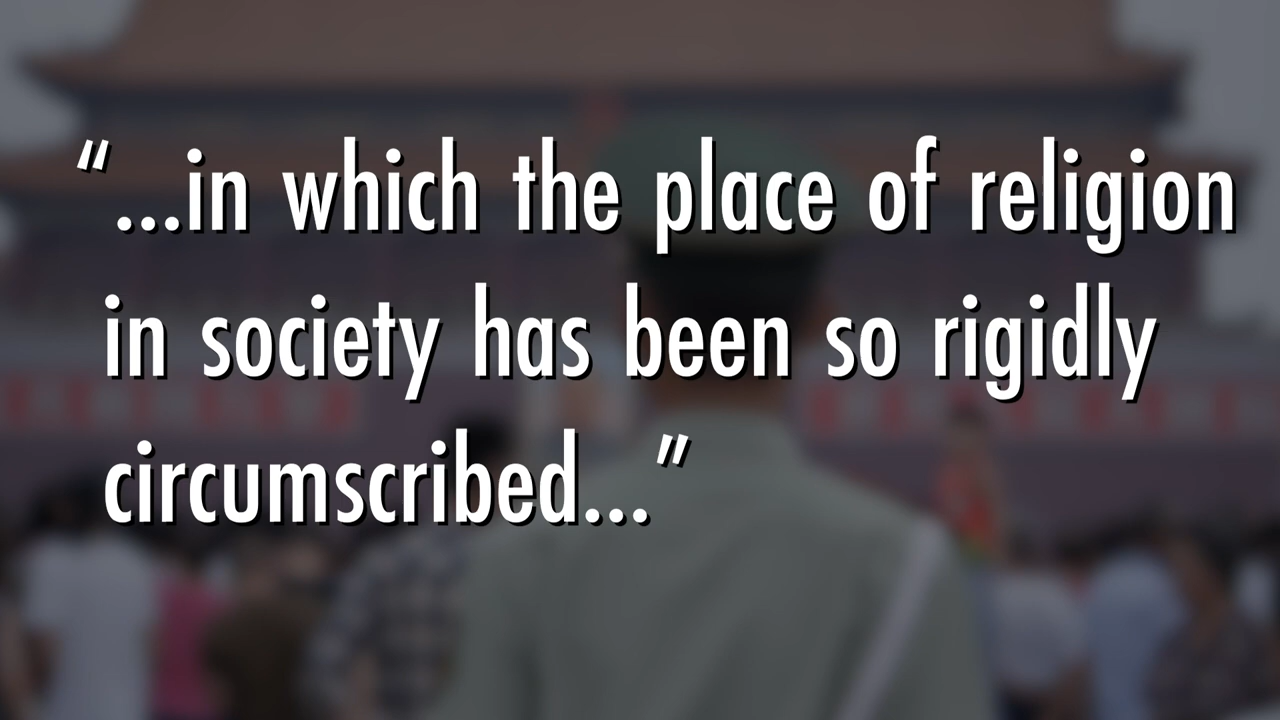 “...in which the place of religion
in society has been so rigidly
circumscribed...”